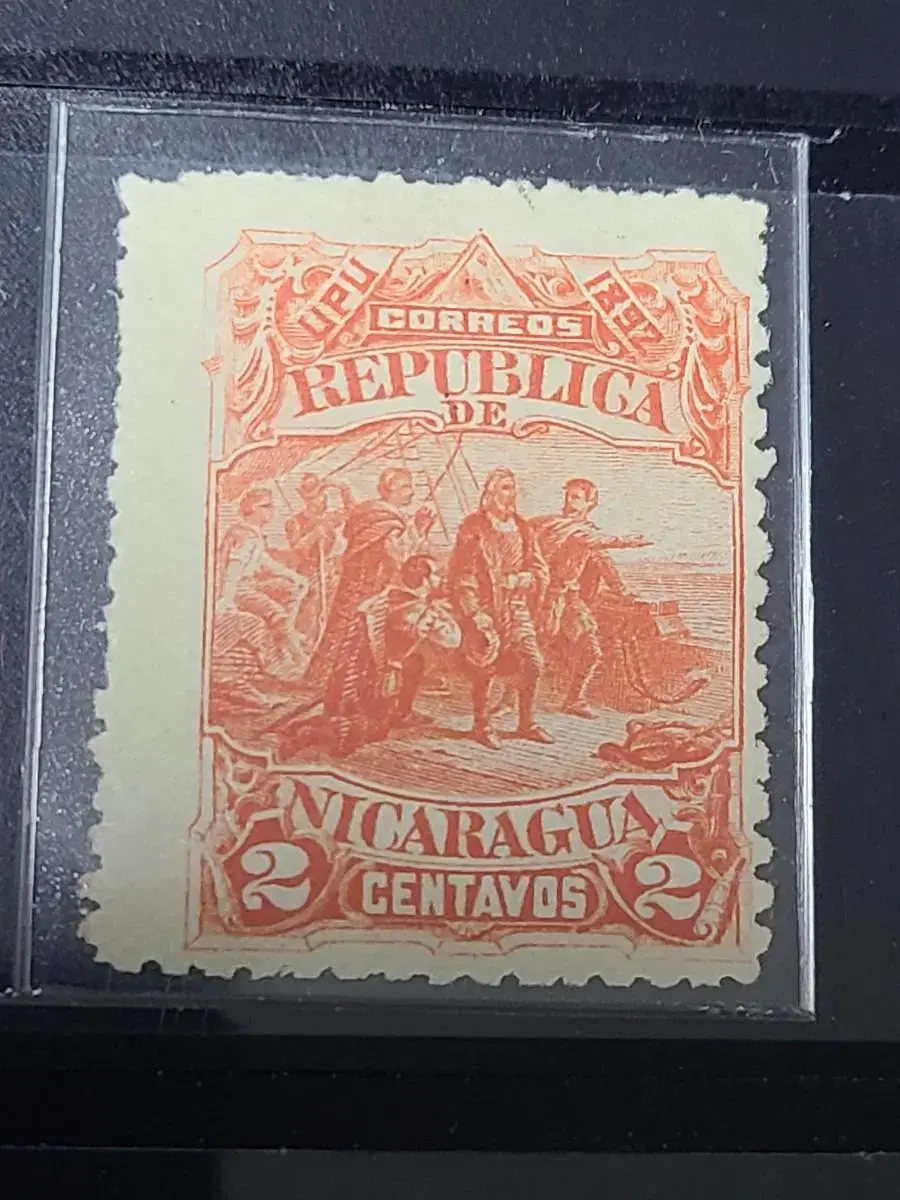 UPU
1892
CORREOS
REPUBLICA
DE
NICARAGUA
2 CENTAVOS 2